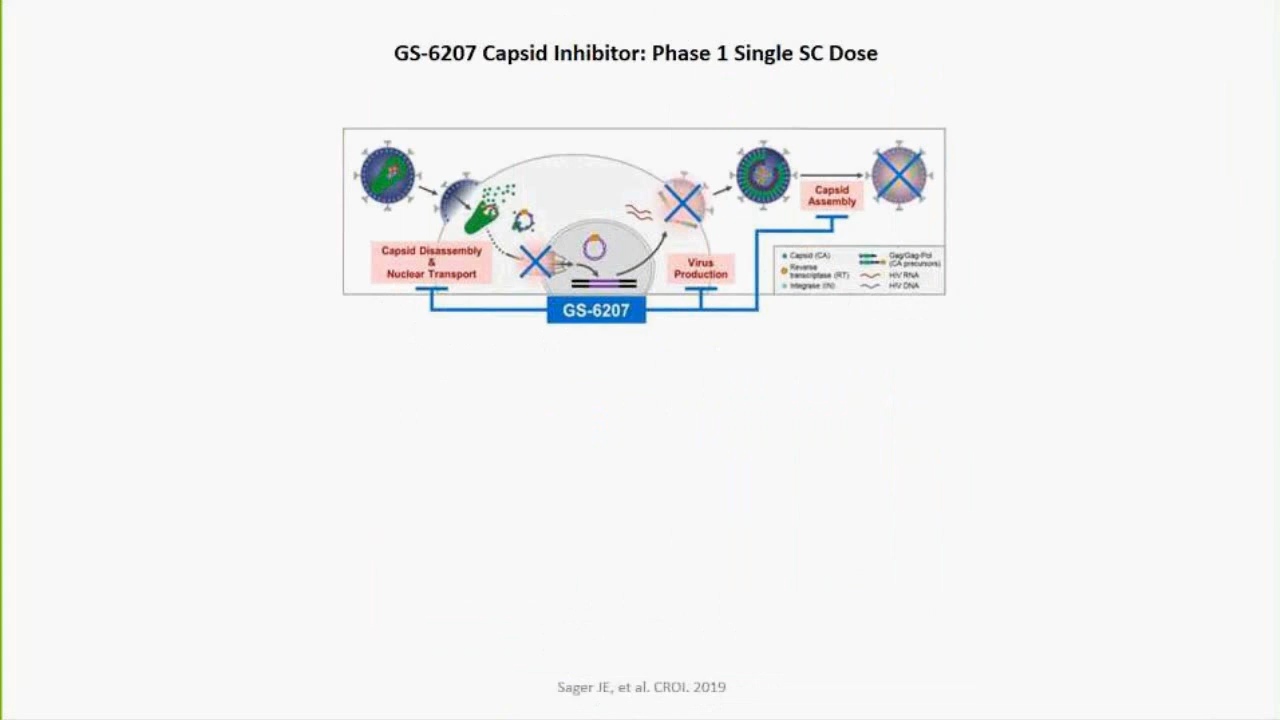 GS-6207 Capsid Inhibitor: Phase 1 Single SC Dose
Capsid Disassembly
&
Nuclear Transport
Virus
Production
Capsid
Assembly
Capsid (CA)
Reverse
transcriptase (RT)
Integrase (IN)
Gag/Gag-Pol
(CA precursors)
HIV RNA
HIV DNA
GS-6207
Sager JE, et al. CROI. 2019